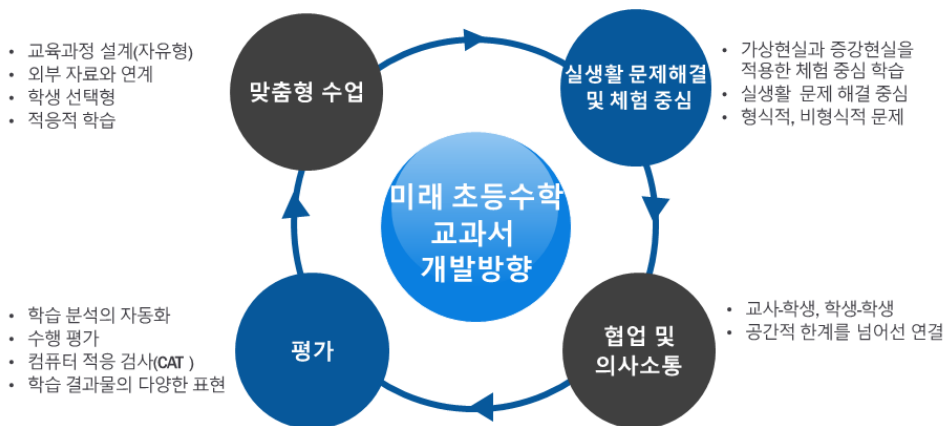 • 교육과정 설계(자유형)
• 외부 자료와 연계
• 학생 선택형
• 적응적 학습
맞춤형 수업
실생활 문제해결
및 체험 중심
• 가상현실과 증강현실을
적용한 체험 중심 학습
• 실생활 문제 해결 중심
• 형식적, 비형식적 문제
미래 초등수학
교과서
개발방향
• 학습 분석의 자동화
• 수행 평가
• 컴퓨터 적응 검사(CAT )
• 학습 결과물의 다양한 표현
평가
협업 및
의사소통
• 교사-학생, 학생-학생
• 공간적 한계를 넘어선 연결